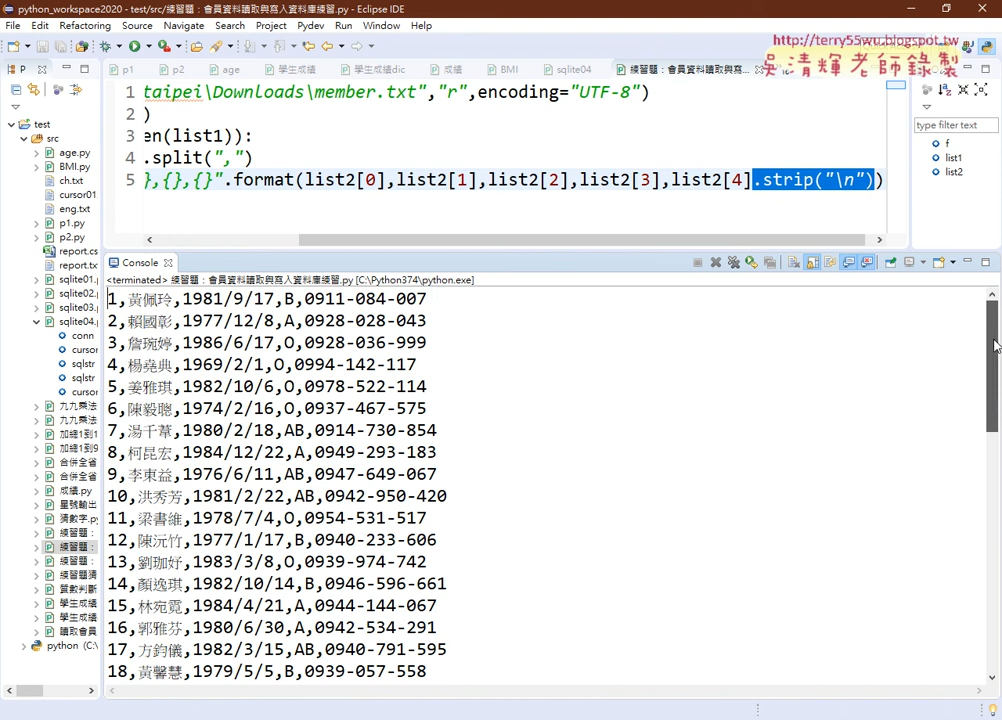 python_workspace2020 - test/src/練習題：會員資料讀取與寫入資料庫練習.py - Eclipse IDE
File Edit Refactoring Source Navigate Search Project Pydev Run Window Help
http://terry55wu.blogspot.tw
吳清輝老師錄製
P p1 p2 age 學生成績 學生成績dic 成績 BMI sqlite04 練習題：會員資料讀取與寫...
test
src
age.py
BMI.py
ch.txt
cursor01
eng.txt
p1.py
p2.py
report.cs
report.tx
sqlite01.
sqlite02.
sqlite03.
sqlite04.
conn
cursor
sqlstr
sqlstr
cursor
九九乘法
九九乘法
加總1到1
加總1到9
合併全省
合併全省
成績.py
星號輸出
猜數字.py
練習題：
練習題：
練習題：
練習題猜
質數判斷
學生成績
學生成績
讀取會員
python (C:\
1 taipei\Downloads\member.txt","r",encoding="UTF-8")
2 )
3 en(list1)):
4 .split(",")
5 },{},{}".format(list2[0],list2[1],list2[2],list2[3],list2[4].strip("\n"))
type filter text
f
list1
list2
Console
<terminated> 練習題：會員資料讀取與寫入資料庫練習.py [C:\Python374\python.exe]
1,黃佩玲,1981/9/17,B,0911-084-007
2,賴國彰,1977/12/8,A,0928-028-043
3,詹琬婷,1986/6/17,O,0928-036-999
4,楊堯典,1969/2/1,O,0994-142-117
5,姜雅琪,1982/10/6,O,0978-522-114
6,陳毅聰,1974/2/16,O,0937-467-575
7,湯千葦,1980/2/18,AB,0914-730-854
8,柯昆宏,1984/12/22,A,0949-293-183
9,李東益,1976/6/11,AB,0947-649-067
10,洪秀芳,1981/2/22,AB,0942-950-420
11,梁書維,1978/7/4,O,0954-531-517
12,陳沅竹,1977/1/17,B,0940-233-606
13,劉珈妤,1983/3/8,O,0939-974-742
14,顏逸琪,1982/10/14,B,0946-596-661
15,林宛霓,1984/4/21,A,0944-144-067
16,郭雅芬,1980/6/30,A,0942-534-291
17,方鈞儀,1982/3/15,AB,0940-791-595
18,黃馨慧,1979/5/5,B,0939-057-558